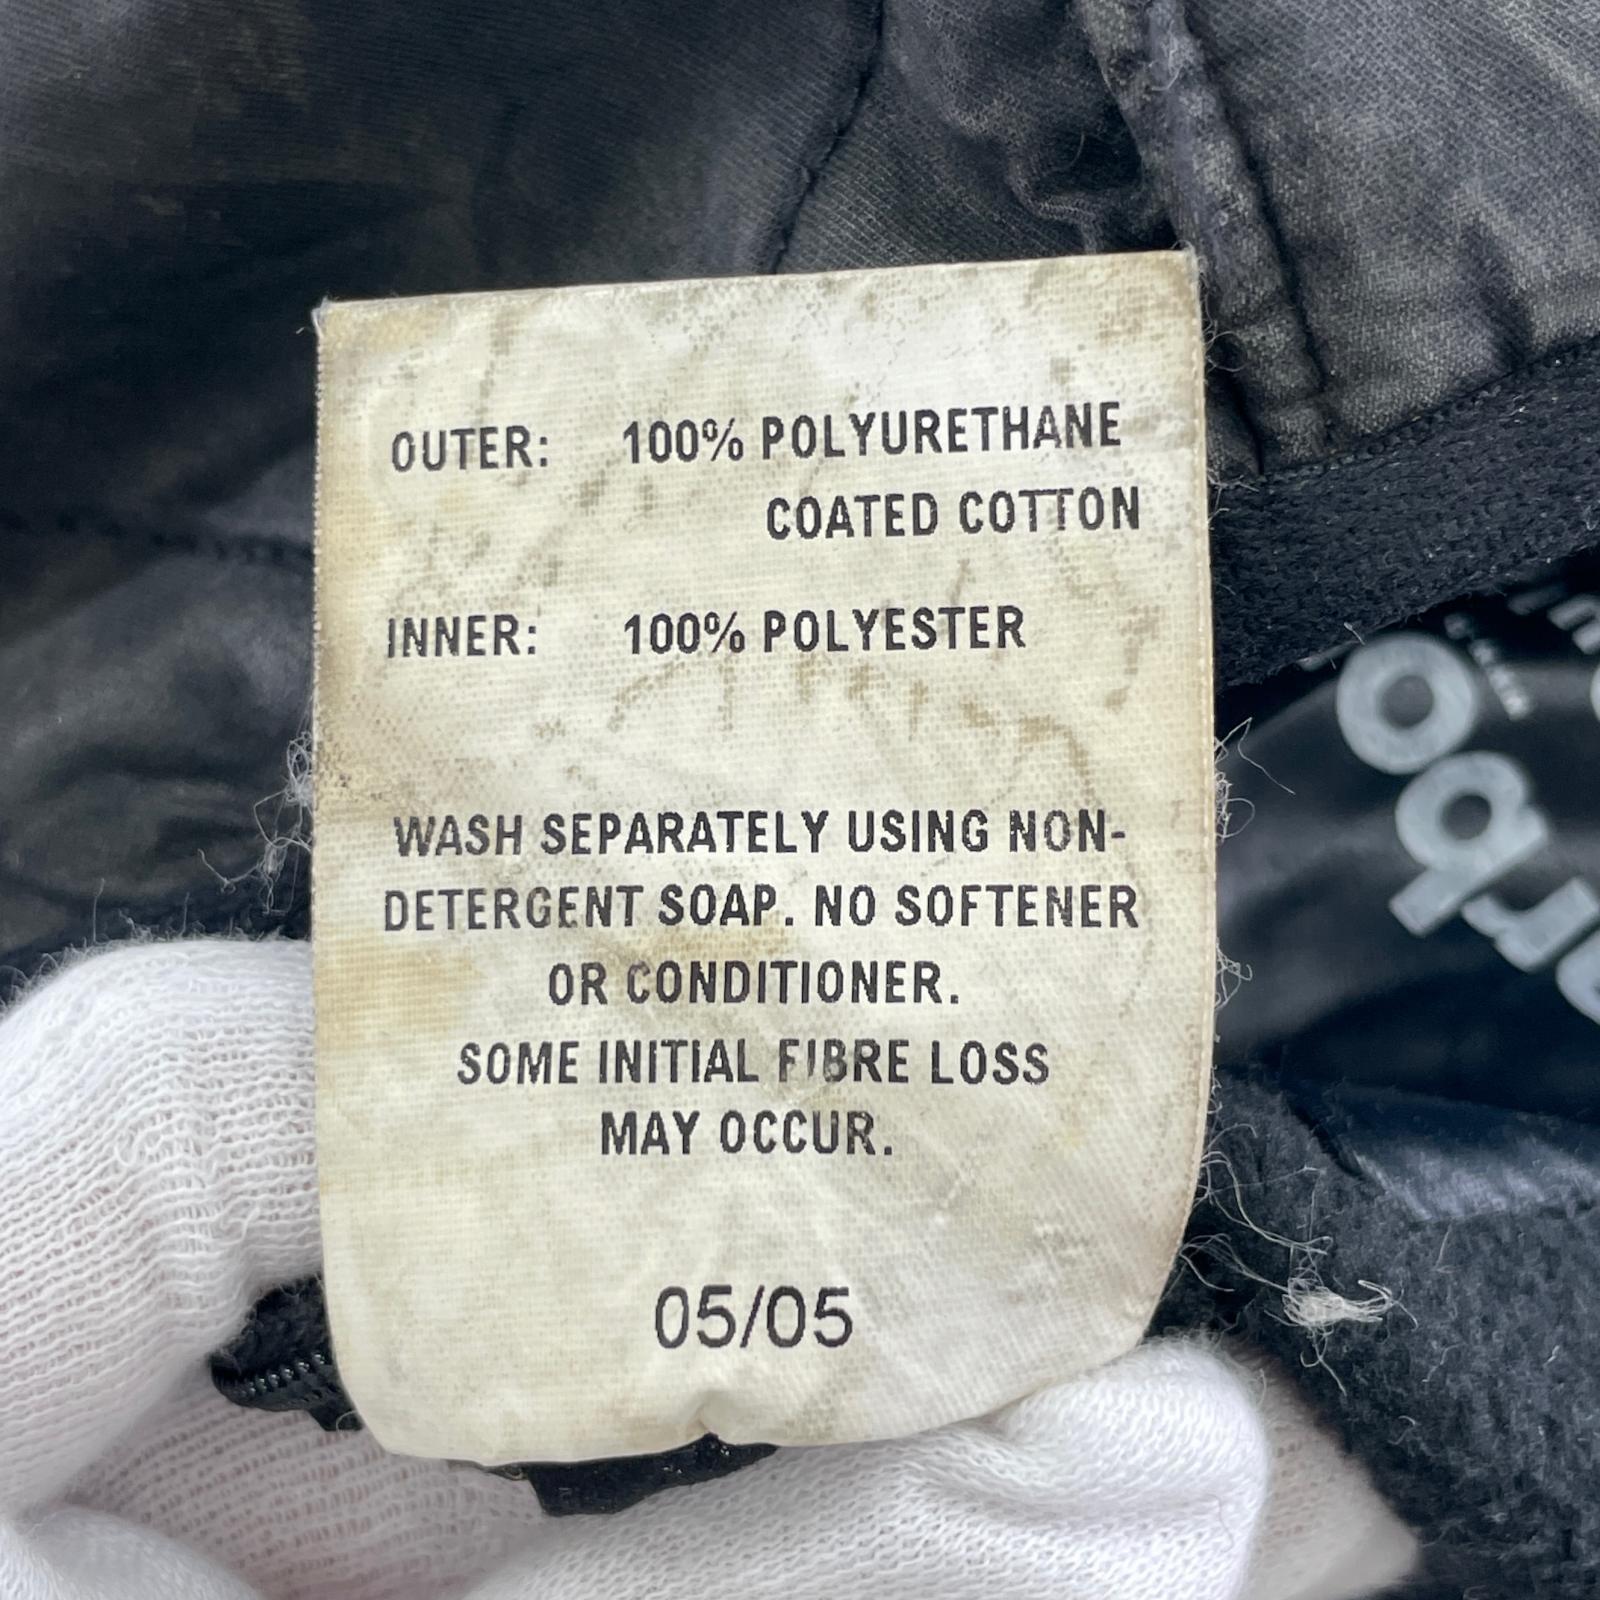 OUTER: 100% POLYURETHANE
COATED COTTON
INNER: 100% POLYESTER
WASH SEPARATELY USING NON-
DETERGENT SOAP. NO SOFTENER
OR CONDITIONER.
SOME INITIAL FIBRE LOSS
MAY OCCUR.
05/05